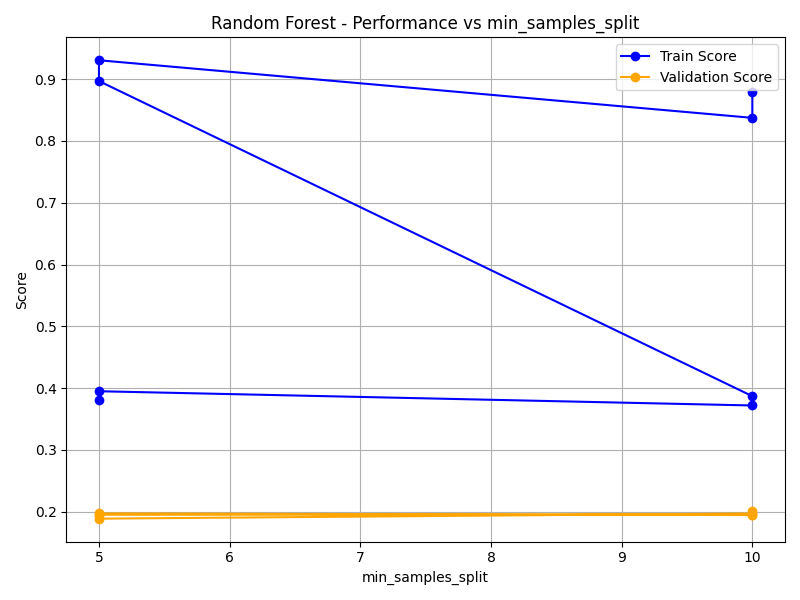 Random Forest - Performance vs min_samples_split
Train Score
Validation Score
Score
0.9
0.8
0.7
0.6
0.5
0.4
0.3
0.2
5 6 7 8 9 10
min_samples_split